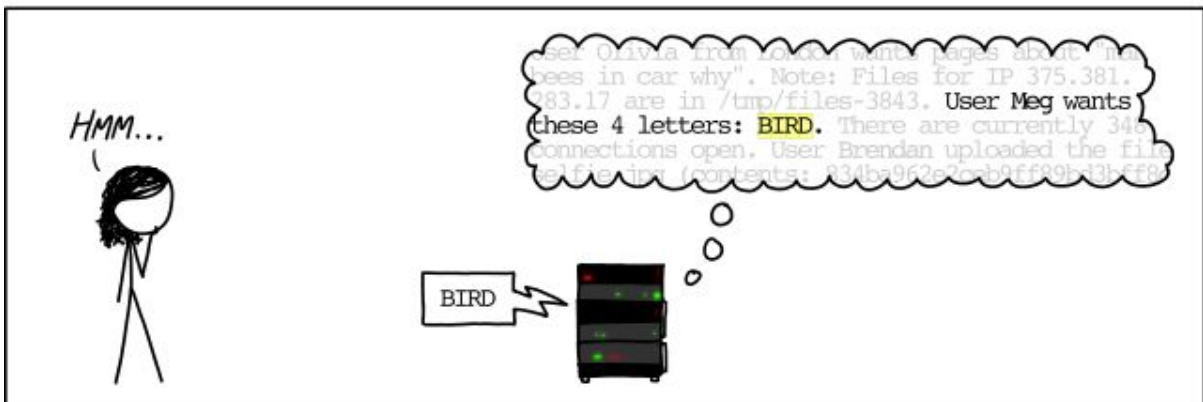 HMM...
User Olivia from London wants pages about "ma
bees in car why". Note: Files for IP 375.381.
283.17 are in /tmp/files-3843. User Meg wants
these 4 letters: BIRD. There are currently 348
connections open. User Brendan uploaded the file
selfie.jpg (contents: 834ba962e2ceb9ff89bd3bff8
BIRD